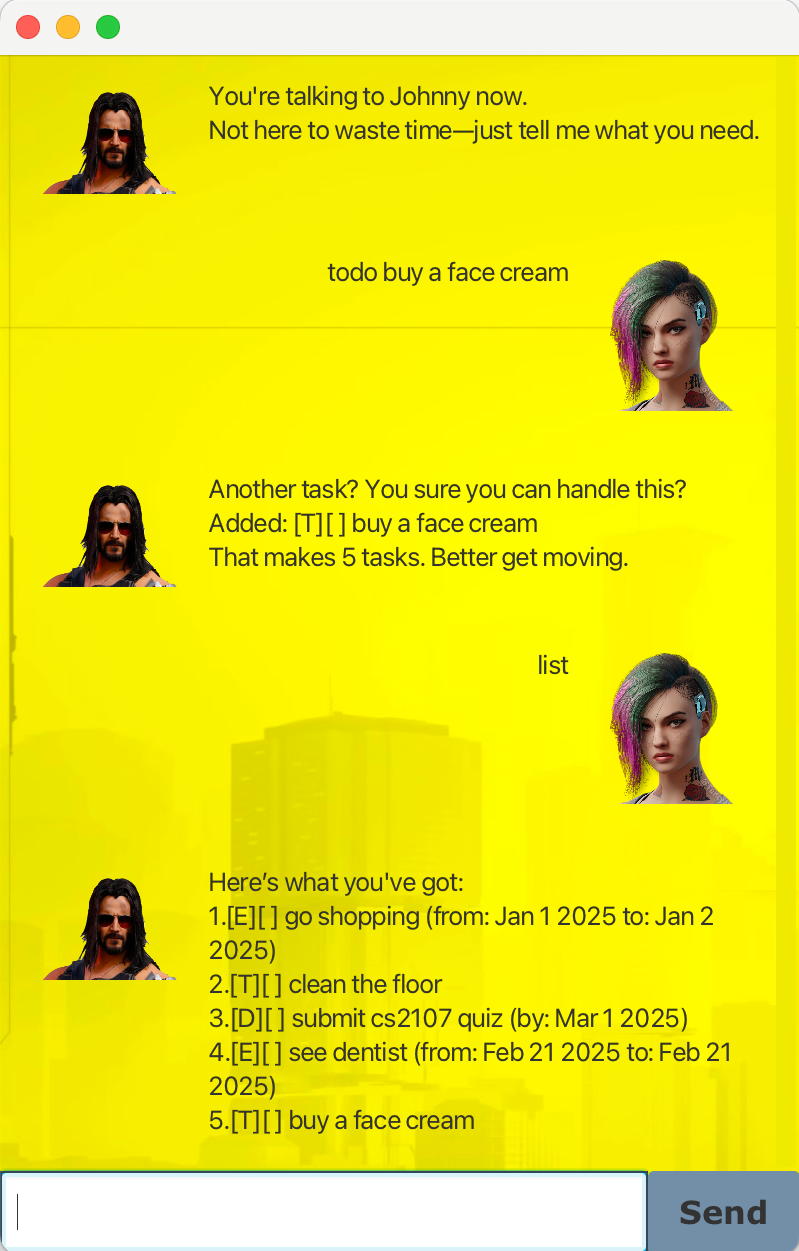 You're talking to Johnny now.
Not here to waste time—just tell me what you need.
todo buy a face cream
Another task? You sure you can handle this?
Added: [T][ ] buy a face cream
That makes 5 tasks. Better get moving.
list
Here’s what you've got:
1.[E][ ] go shopping (from: Jan 1 2025 to: Jan 2
2025)
2.[T][ ] clean the floor
3.[D][ ] submit cs2107 quiz (by: Mar 1 2025)
4.[E][ ] see dentist (from: Feb 21 2025 to: Feb 21
2025)
5.[T][ ] buy a face cream
Send